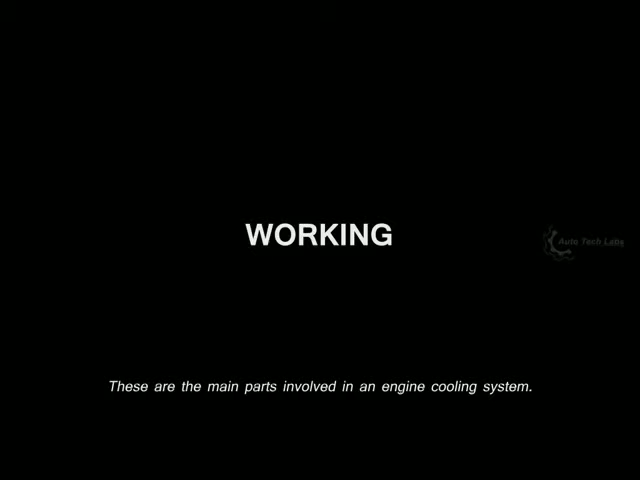 WORKING
Auto Tech Labs
These are the main parts involved in an engine cooling system.